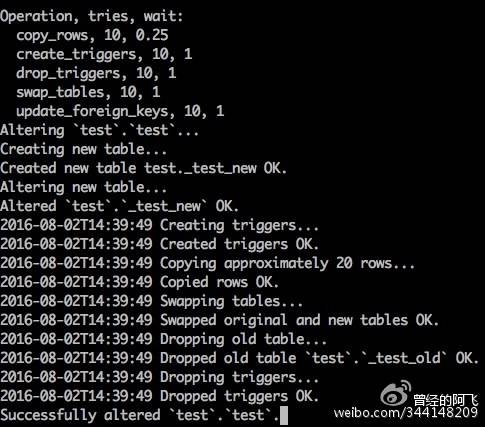 Operation, tries, wait:
  copy_rows, 10, 0.25
  create_triggers, 10, 1
  drop_triggers, 10, 1
  swap_tables, 10, 1
  update_foreign_keys, 10, 1
Altering `test`.`test`...
Creating new table...
Created new table test._test_new OK.
Altering new table...
Altered `test`.`_test_new` OK.
2016-08-02T14:39:49 Creating triggers...
2016-08-02T14:39:49 Created triggers OK.
2016-08-02T14:39:49 Copying approximately 20 rows...
2016-08-02T14:39:49 Copied rows OK.
2016-08-02T14:39:49 Swapping tables...
2016-08-02T14:39:49 Swapped original and new tables OK.
2016-08-02T14:39:49 Dropping old table...
2016-08-02T14:39:49 Dropped old table `test`.`_test_old` OK.
2016-08-02T14:39:49 Dropping triggers...
2016-08-02T14:39:49 Dropped triggers OK.
Successfully altered `test`.`test`.
曾经的阿飞
weibo.com/344148209